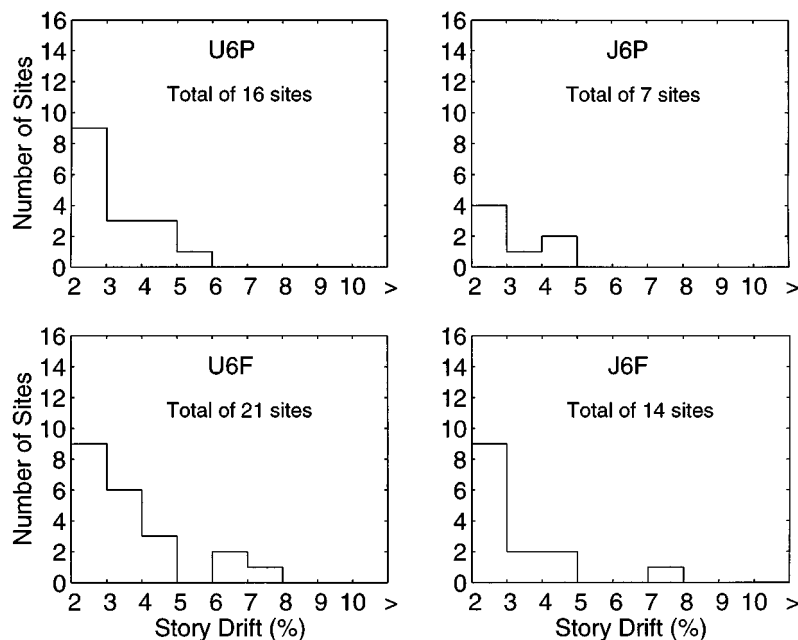 16
14
12
10
8
6
4
2
0
Number of Sites
U6P
Total of 16 sites
2 3 4 5 6 7 8 9 10 >
16
14
12
10
8
6
4
2
0
J6P
Total of 7 sites
2 3 4 5 6 7 8 9 10 >
16
14
12
10
8
6
4
2
0
Number of Sites
U6F
Total of 21 sites
2 3 4 5 6 7 8 9 10 >
Story Drift (%)
16
14
12
10
8
6
4
2
0
J6F
Total of 14 sites
2 3 4 5 6 7 8 9 10 >
Story Drift (%)